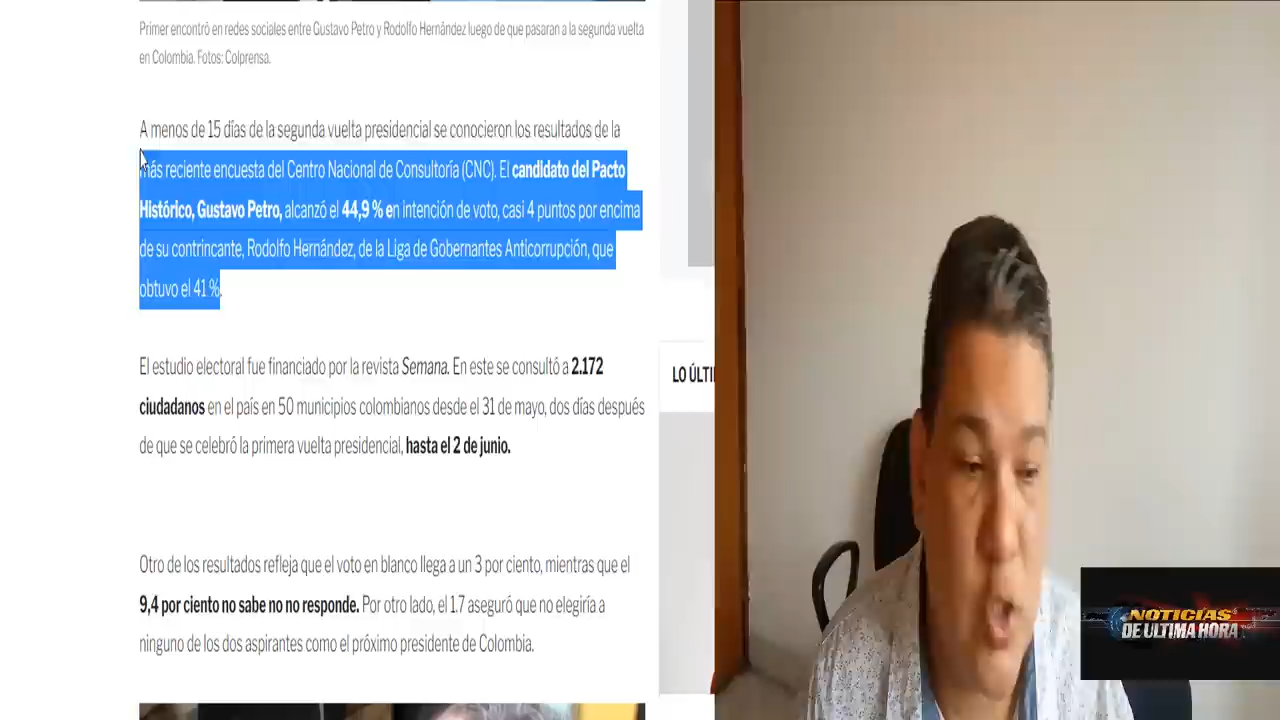 Primer encontró en redes sociales entre Gustavo Petro y Rodolfo Hernández luego de que pasaran a la segunda vuelta
en Colombia. Fotos: Colprensa.
A menos de 15 días de la segunda vuelta presidencial se conocieron los resultados de la
más reciente encuesta del Centro Nacional de Consultoría (CNC). El candidato del Pacto
Histórico, Gustavo Petro, alcanzó el 44,9 % en intención de voto, casi 4 puntos por encima
de su contrincante, Rodolfo Hernández, de la Liga de Gobernantes Anticorrupción, que
obtuvo el 41 %.
El estudio electoral fue financiado por la revista Semana. En este se consultó a 2.172
ciudadanos en el país en 50 municipios colombianos desde el 31 de mayo, dos días después
de que se celebró la primera vuelta presidencial, hasta el 2 de junio.
Otro de los resultados refleja que el voto en blanco llega a un 3 por ciento, mientras que el
9,4 por ciento no sabe no no responde. Por otro lado, el 1.7 aseguró que no elegiría a
ninguno de los dos aspirantes como el próximo presidente de Colombia.
LO ÚLTI
NOTICIAS
DE ULTIMA HORA